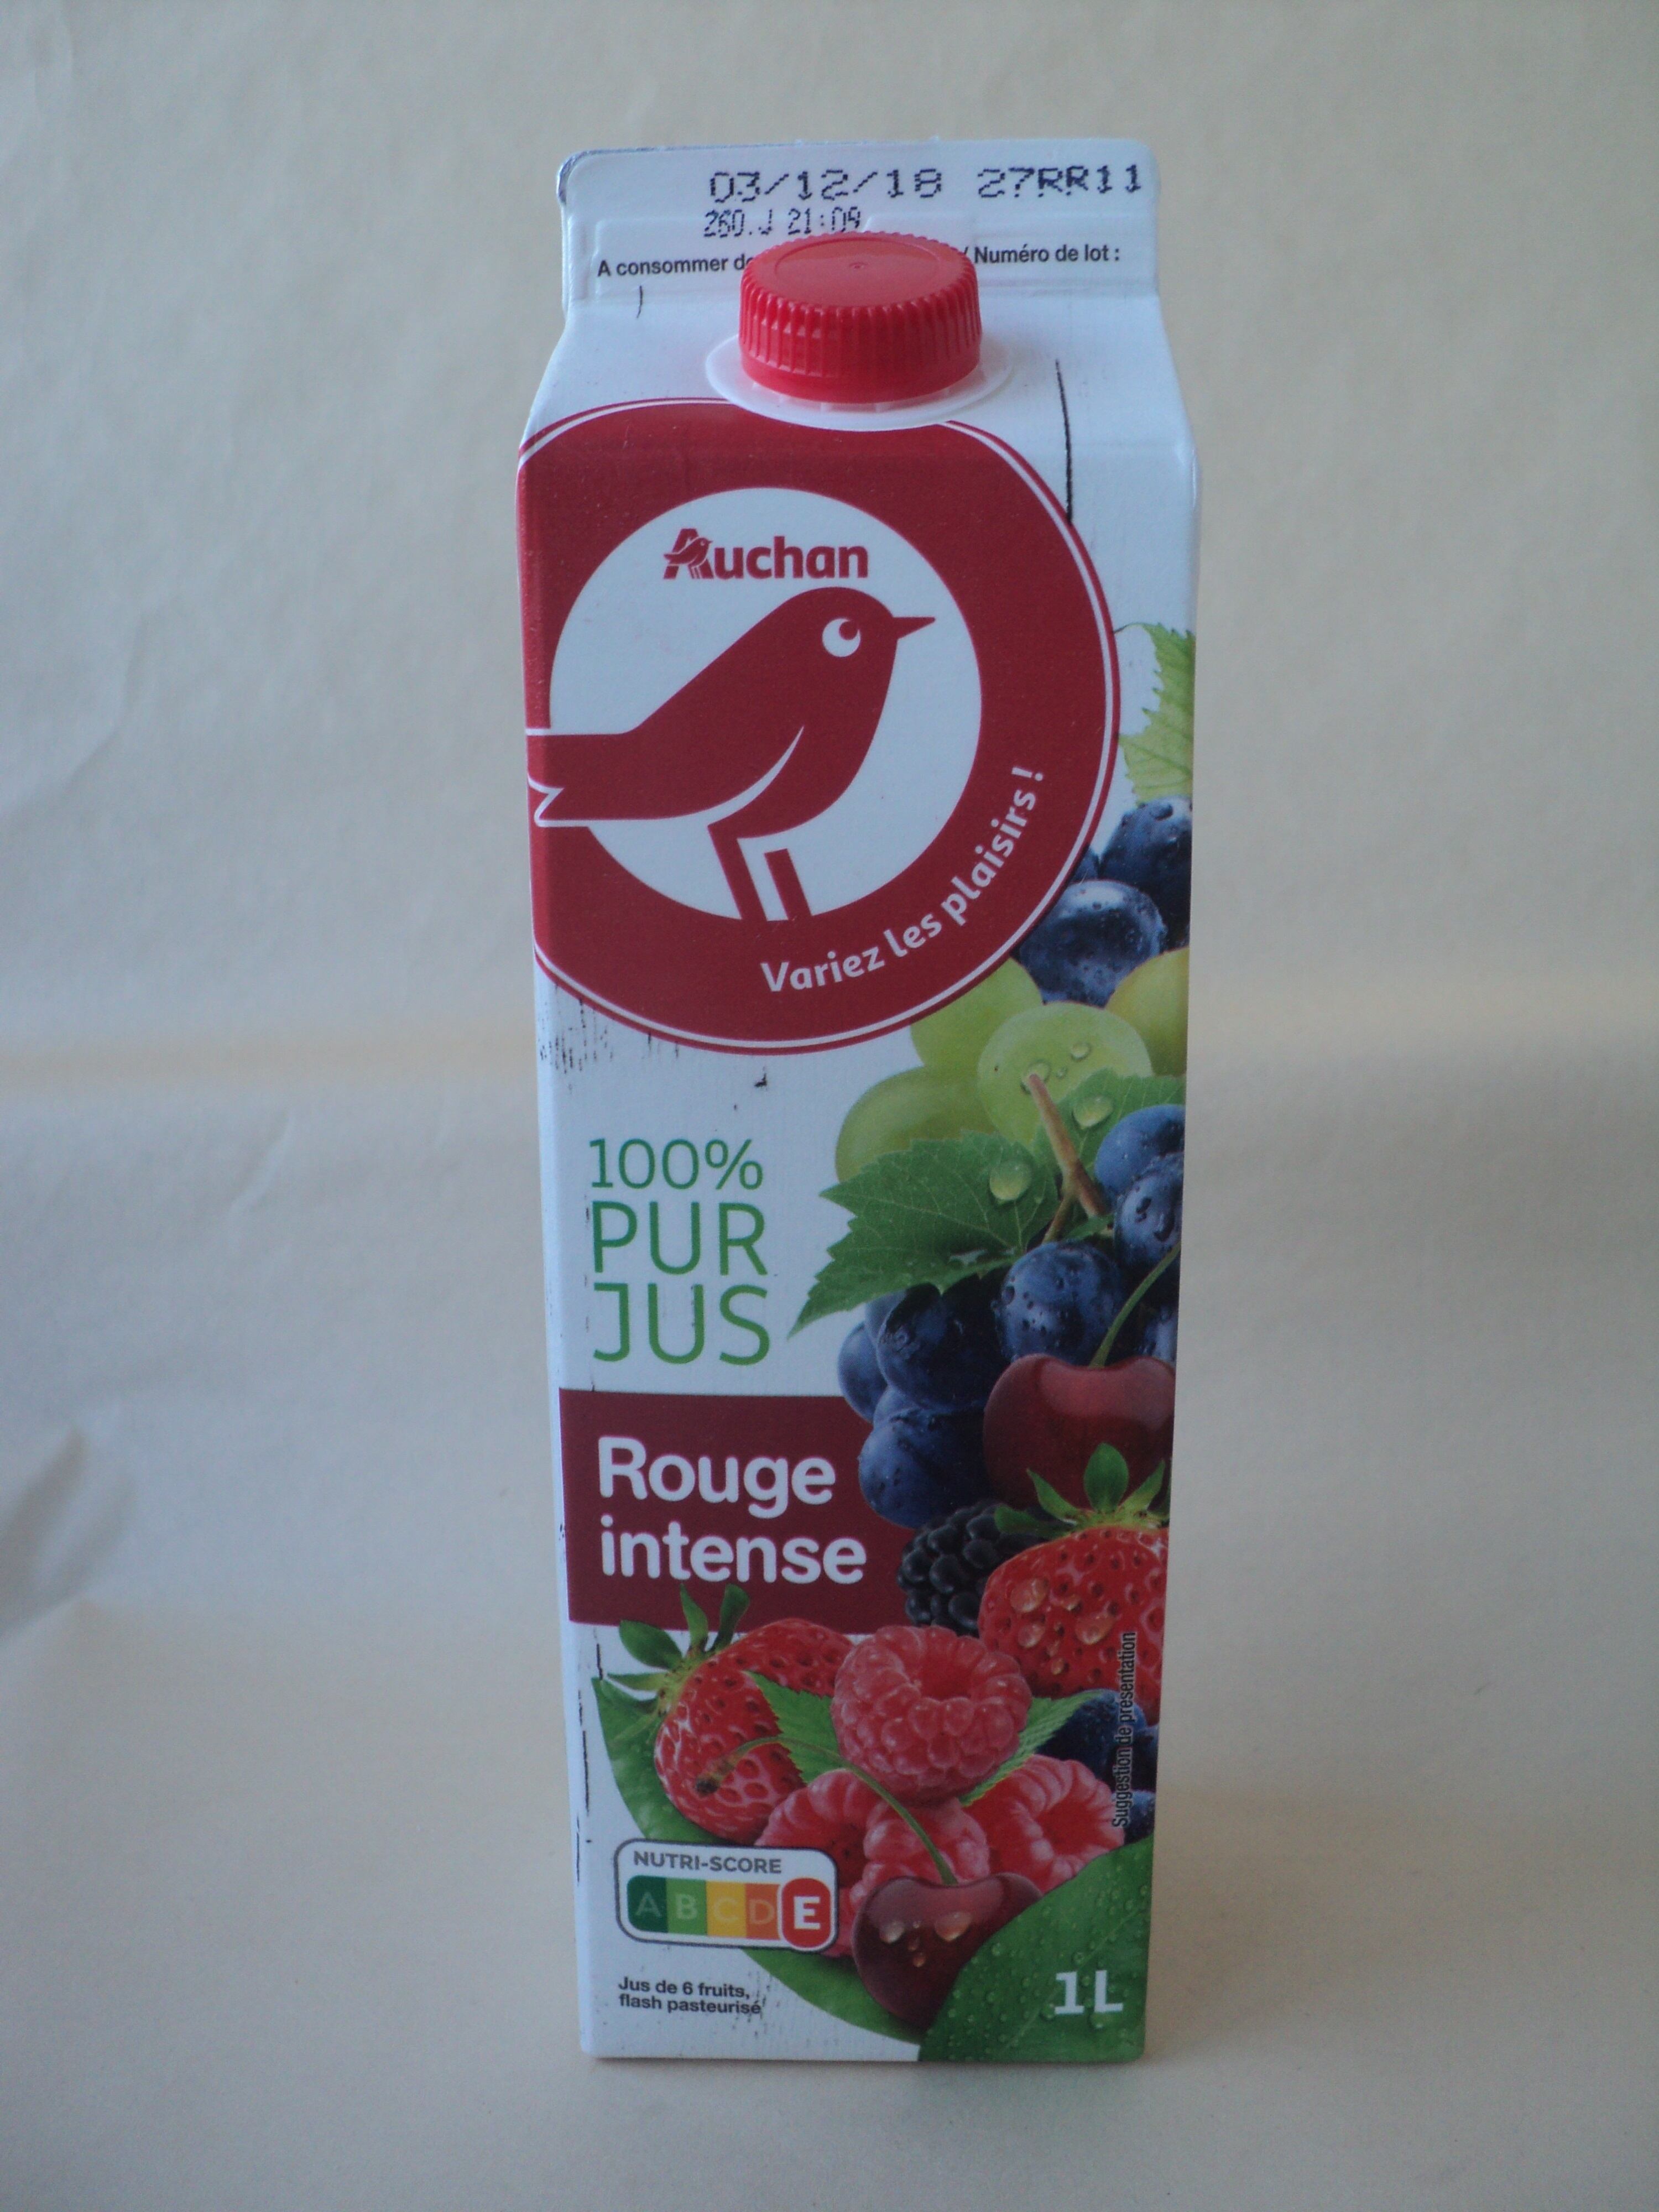 03/12/18 27RR11
260.J 21:09
A consommer / Numéro de lot :
Auchan
Variez les plaisirs !
100%
PUR
JUS
Rouge
intense
Suggestion de présentation
NUTRI-SCORE
A B C D E
Jus de 6 fruits,
flash pasteurisé
1L